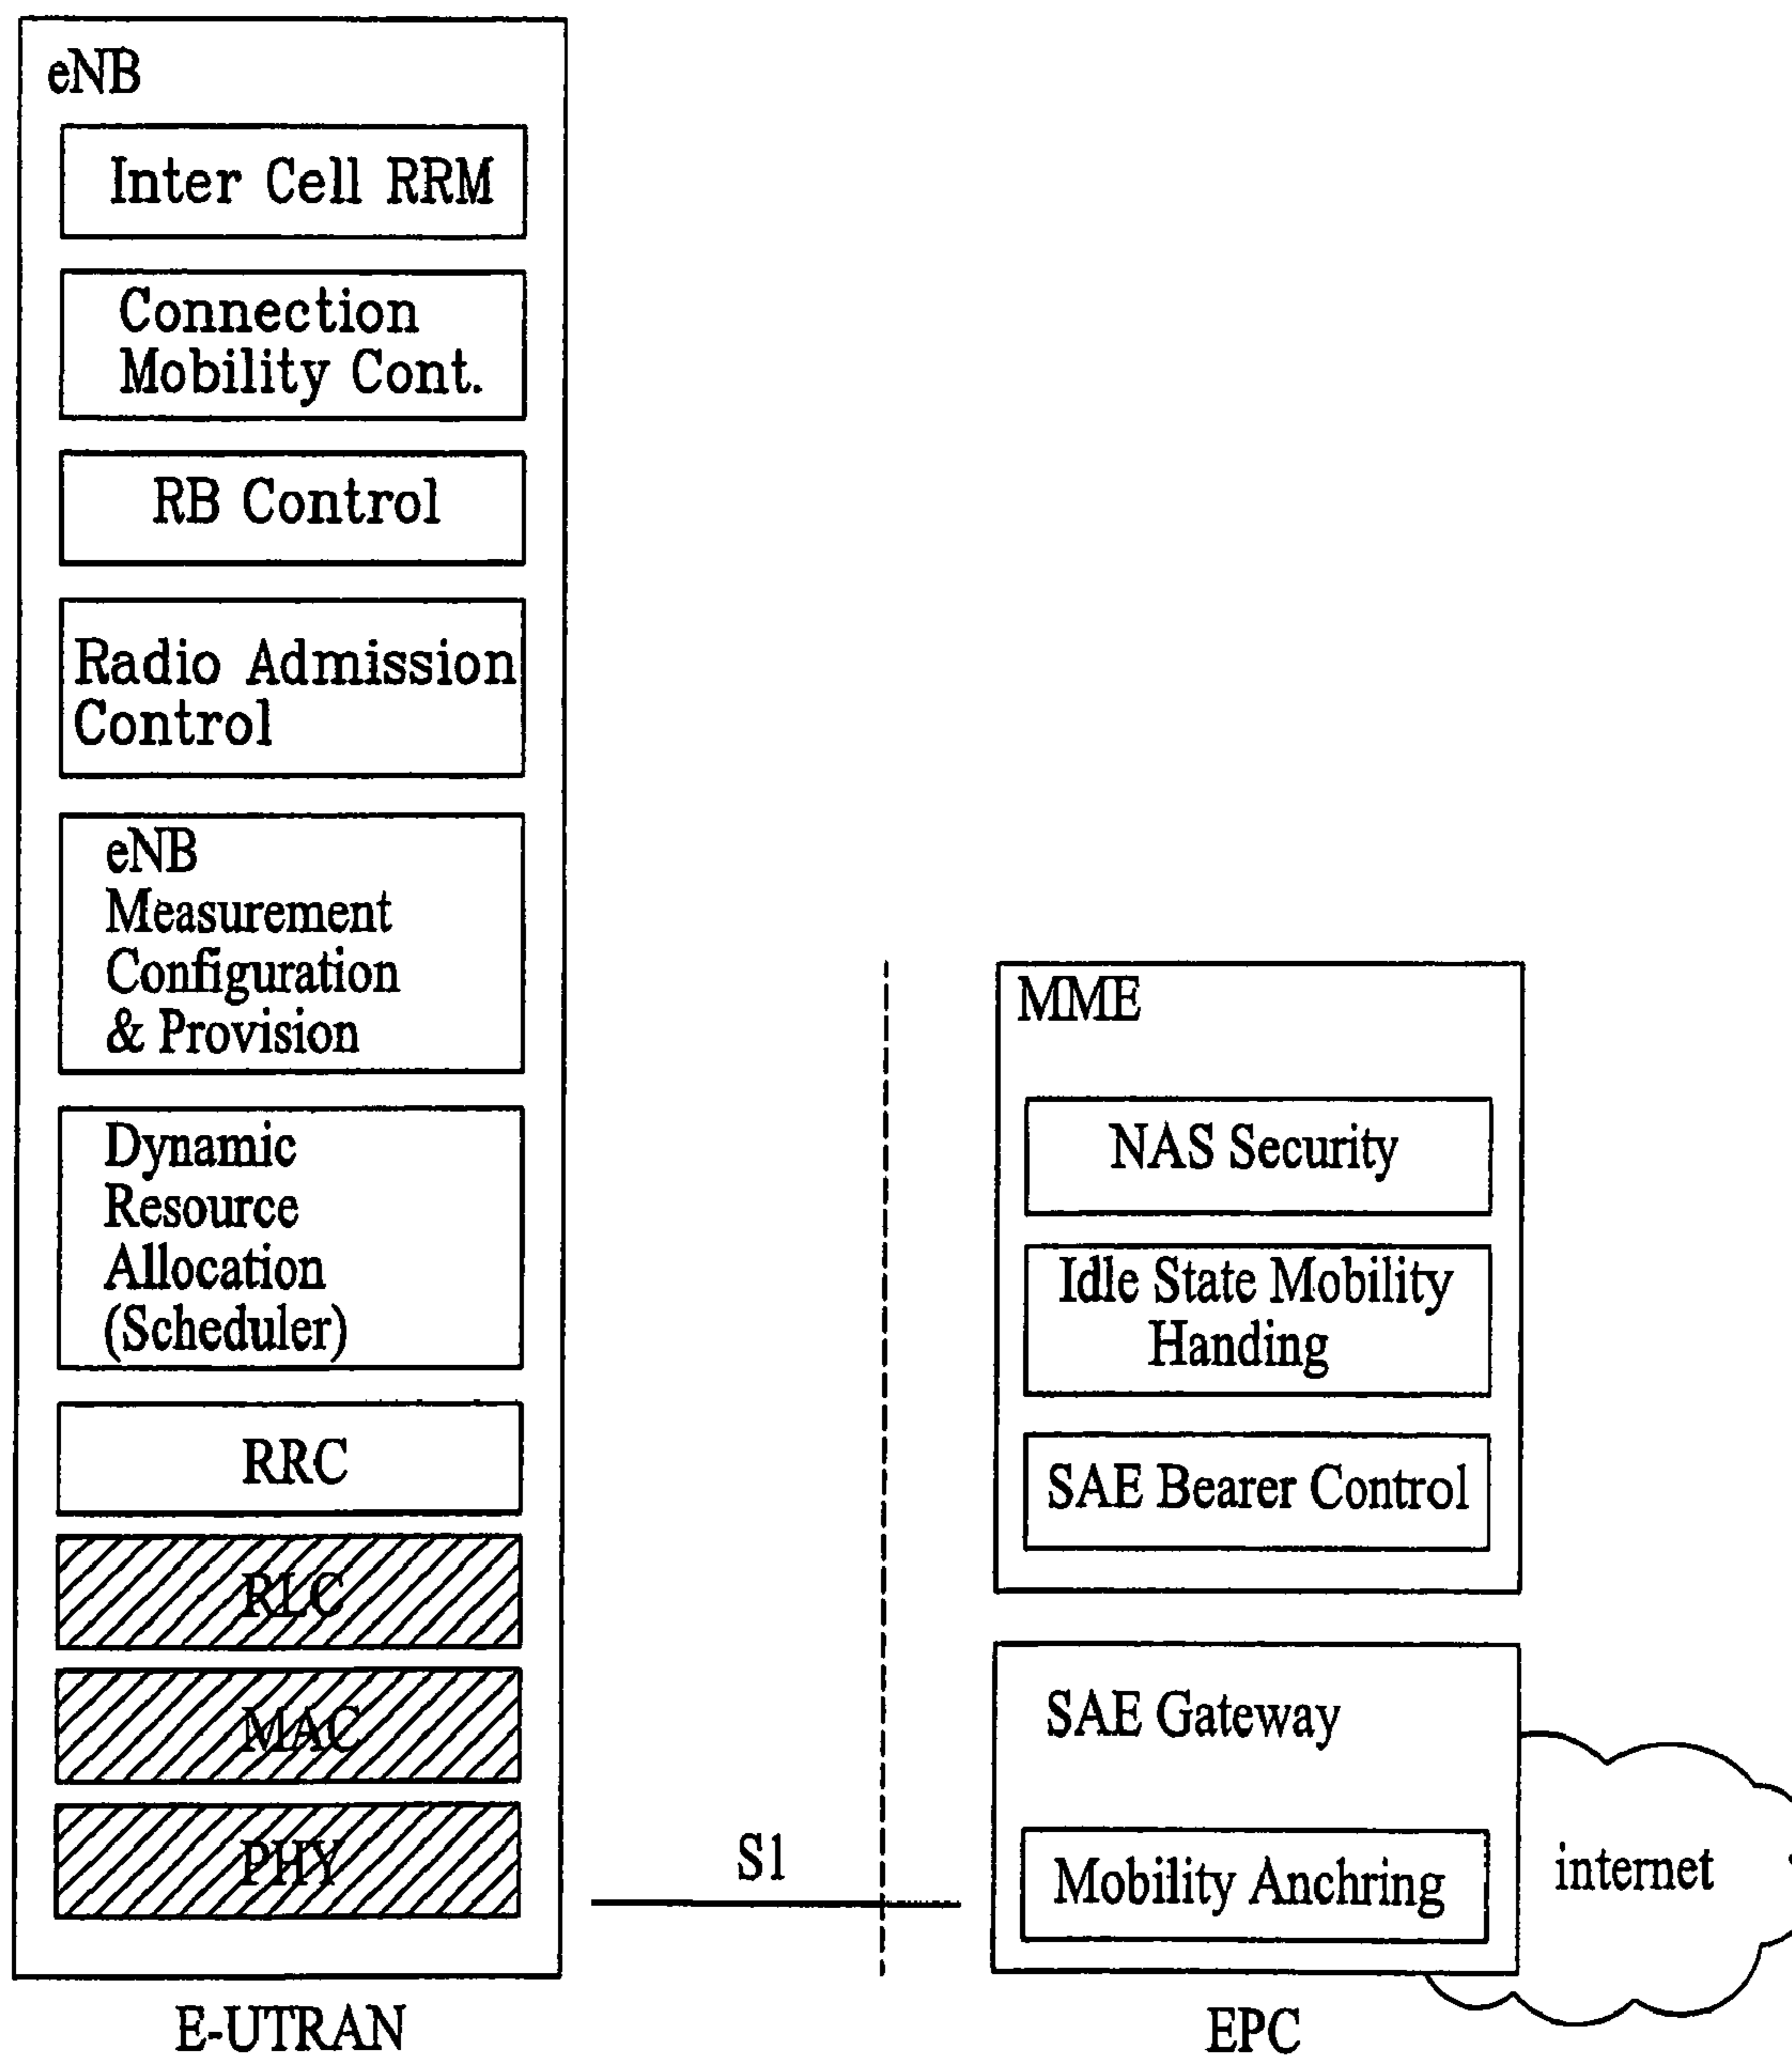 eNB
Inter Cell RRM
Connection
Mobility Cont.
RB Control
Radio Admission
Control
eNB
Measurement
Configuration
& Provision
Dynamic
Resource
Allocation
(Scheduler)
RRC
RLC
MAC
PHY
E-UTRAN
S1
MME
NAS Security
Idle State Mobility
Handing
SAE Bearer Control
SAE Gateway
Mobility Anchring
EPC
internet